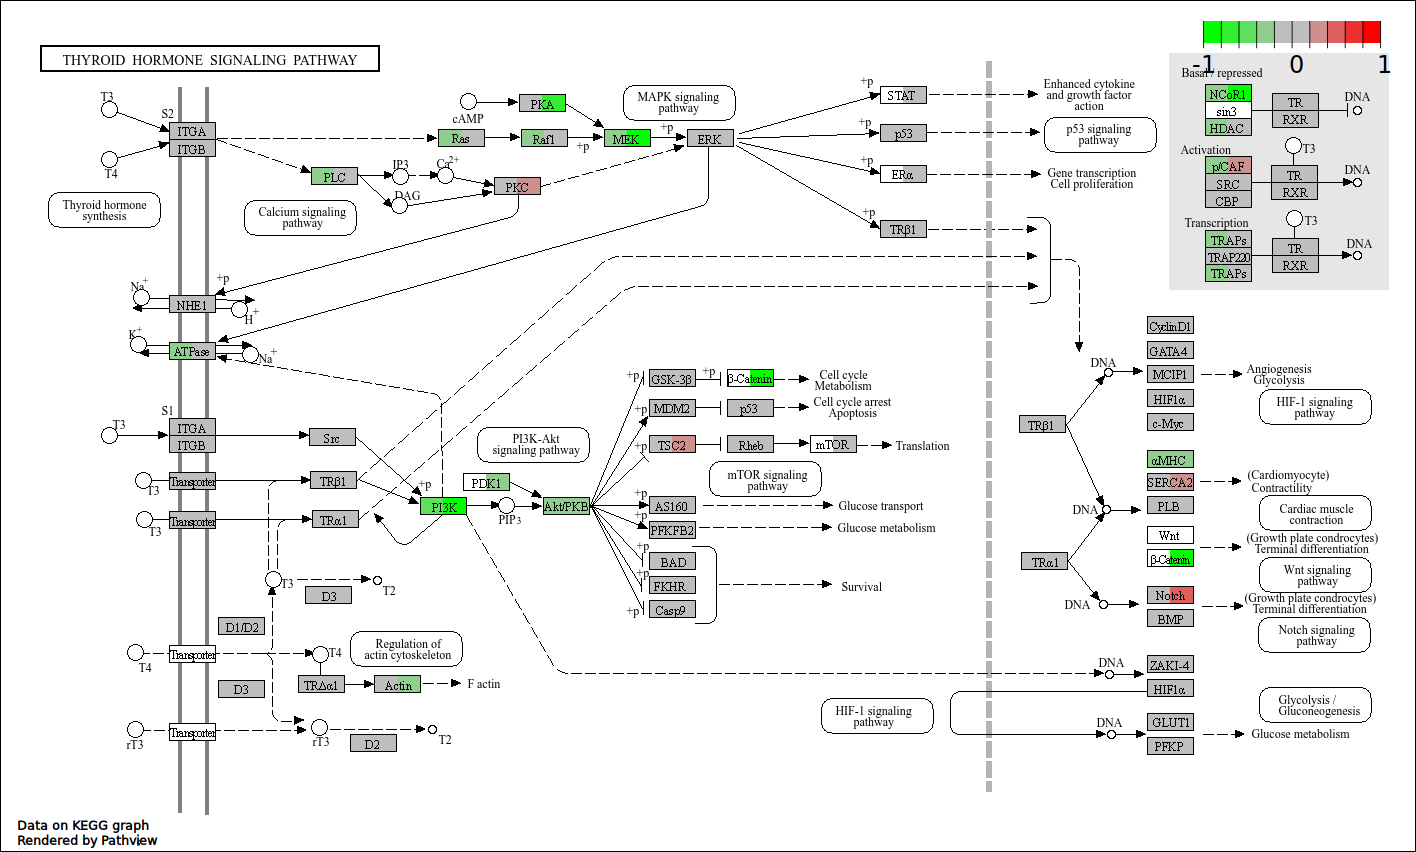 THYROID HORMONE SIGNALING PATHWAY
-1 0 1
Basal / repressed
NCoR1
sin3
HDAC
TR
RXR
DNA
Activation
p/CAF
SRC
CBP
T3
TR
RXR
DNA
Transcription
TRAPs
TRAP220
TRAPs
T3
TR
RXR
DNA
T3
T4
S2
ITGA
ITGB
Thyroid hormone
synthesis
cAMP
PKA
MAPK signaling
pathway
Ras
Raf1
+p
MEK
+p
ERK
PLC
IP3
Ca2+
DAG
PKC
Calcium signaling
pathway
+p
STAT
Enhanced cytokine
and growth factor
action
+p
p53
p53 signaling
pathway
+p
ERα
Gene transcription
Cell proliferation
+p
TRβ1
Na+
+p
NHE1
H+
K+
ATPase
Na+
S1
T3
ITGA
ITGB
Src
T3
Transporter
TRβ1
T3
Transporter
TRα1
+p
PI3K
PI3K-Akt
signaling pathway
PDK1
PIP3
Akt/PKB
+p
GSK-3β
+p
β-Catenin
Cell cycle
Metabolism
+p
MDM2
p53
Cell cycle arrest
Apoptosis
+p
TSC2
Rheb
mTOR
Translation
mTOR signaling
pathway
+p
AS160
Glucose transport
+p
PFKFB2
Glucose metabolism
+p
BAD
+p
FKHR
+p
Casp9
Survival
T3
T2
D3
D1/D2
T4
Transporter
T4
Regulation of
actin cytoskeleton
D3
TRΔα1
Actin
F actin
rT3
Transporter
rT3
T2
D2
DNA
TRβ1
DNA
TRα1
DNA
CyclinD1
GATA4
MCIP1
HIF1α
c-Myc
Angiogenesis
Glycolysis
HIF-1 signaling
pathway
αMHC
SERCA2
PLB
(Cardiomyocyte)
Contractility
Cardiac muscle
contraction
Wnt
β-Catenin
(Growth plate condrocytes)
Terminal differentiation
Wnt signaling
pathway
Notch
BMP
(Growth plate condrocytes)
Terminal differentiation
Notch signaling
pathway
DNA
ZAKI-4
HIF1α
HIF-1 signaling
pathway
DNA
GLUT1
PFKP
Glycolysis /
Gluconeogenesis
Glucose metabolism
Data on KEGG graph
Rendered by Pathview